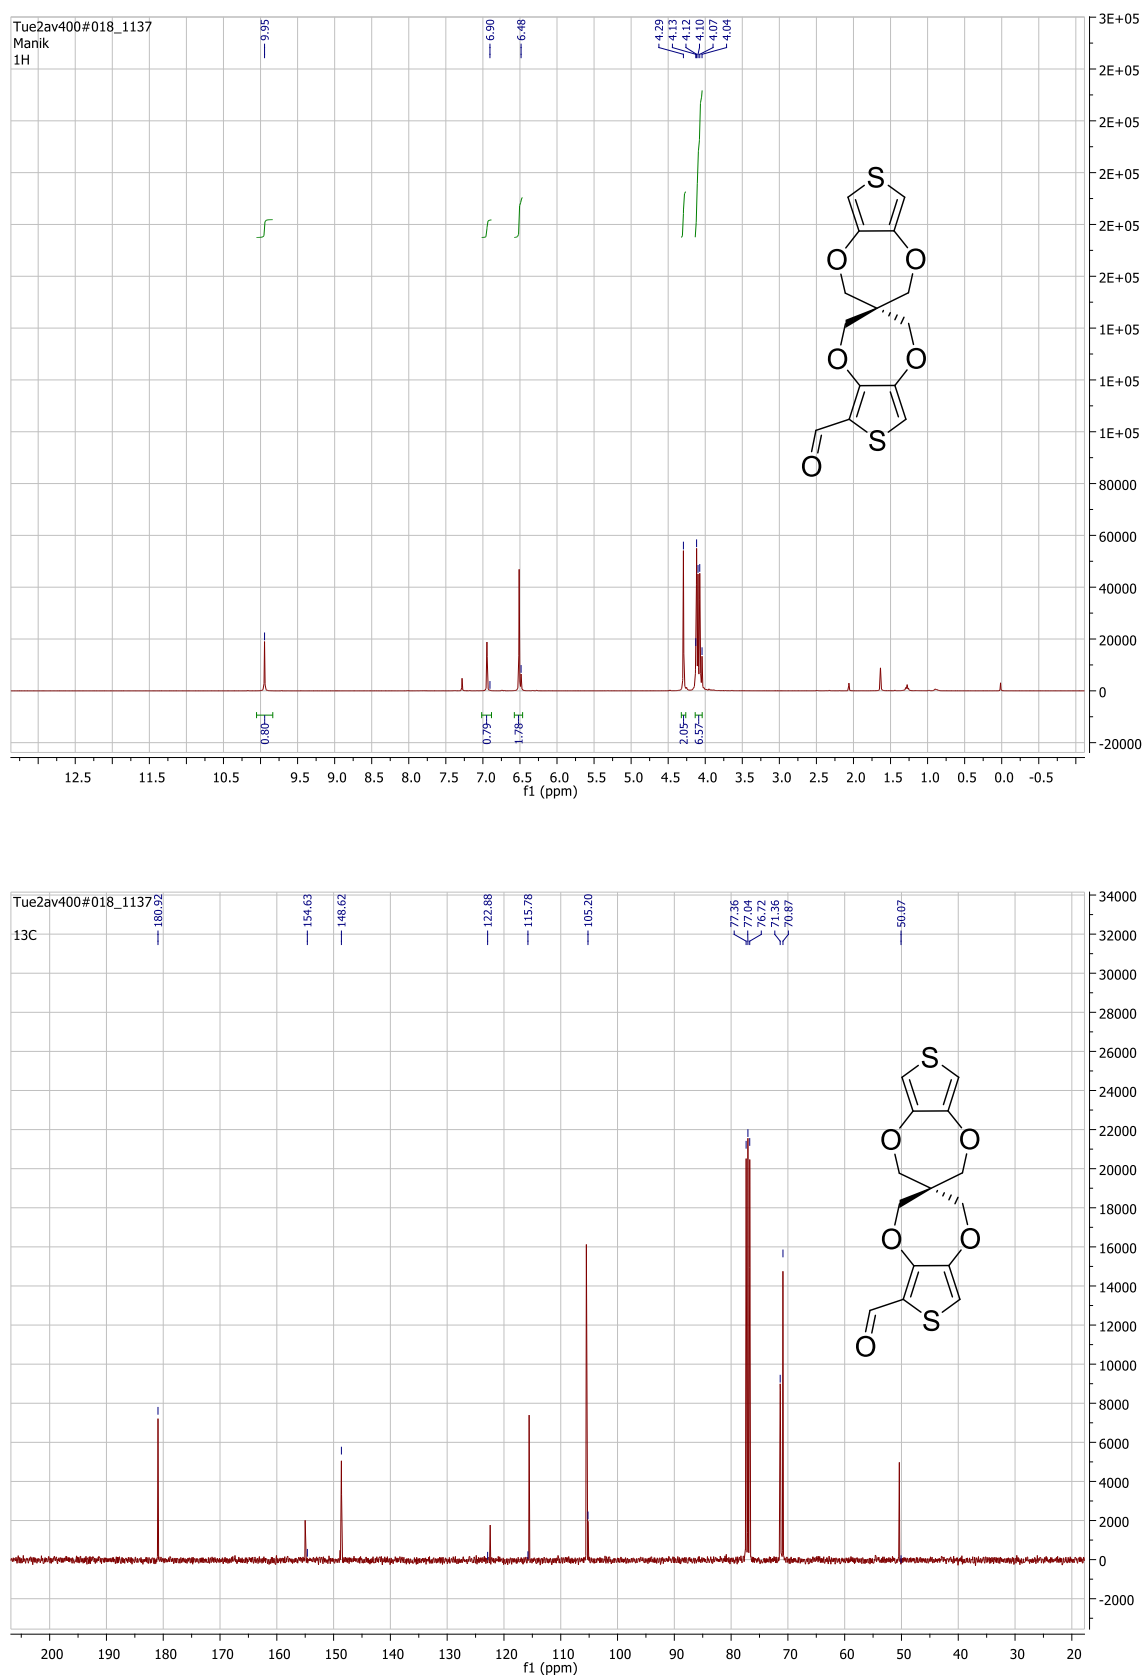 Tue2av400#018_1137
Manik
1H
9.95
6.90
6.48
4.29
4.13
4.12
4.10
4.07
4.04
3E+05
2E+05
2E+05
2E+05
2E+05
2E+05
1E+05
1E+05
1E+05
80000
60000
40000
20000
0
-20000
S
O O
O O
S
O
0.80
0.79
1.78
2.05
6.57
12.5 11.5 10.5 9.5 9.0 8.5 8.0 7.5 7.0 6.5 6.0 5.5 5.0 4.5 4.0 3.5 3.0 2.5 2.0 1.5 1.0 0.5 0.0 -0.5
f1 (ppm)
Tue2av400#018_1137
13C
180.92
154.63
148.62
122.88
115.78
105.20
77.36
77.04
76.72
71.36
70.87
50.07
34000
32000
30000
28000
26000
24000
22000
20000
18000
16000
14000
12000
10000
8000
6000
4000
2000
0
-2000
S
O O
O O
S
O
200 190 180 170 160 150 140 130 120 110 100 90 80 70 60 50 40 30 20
f1 (ppm)